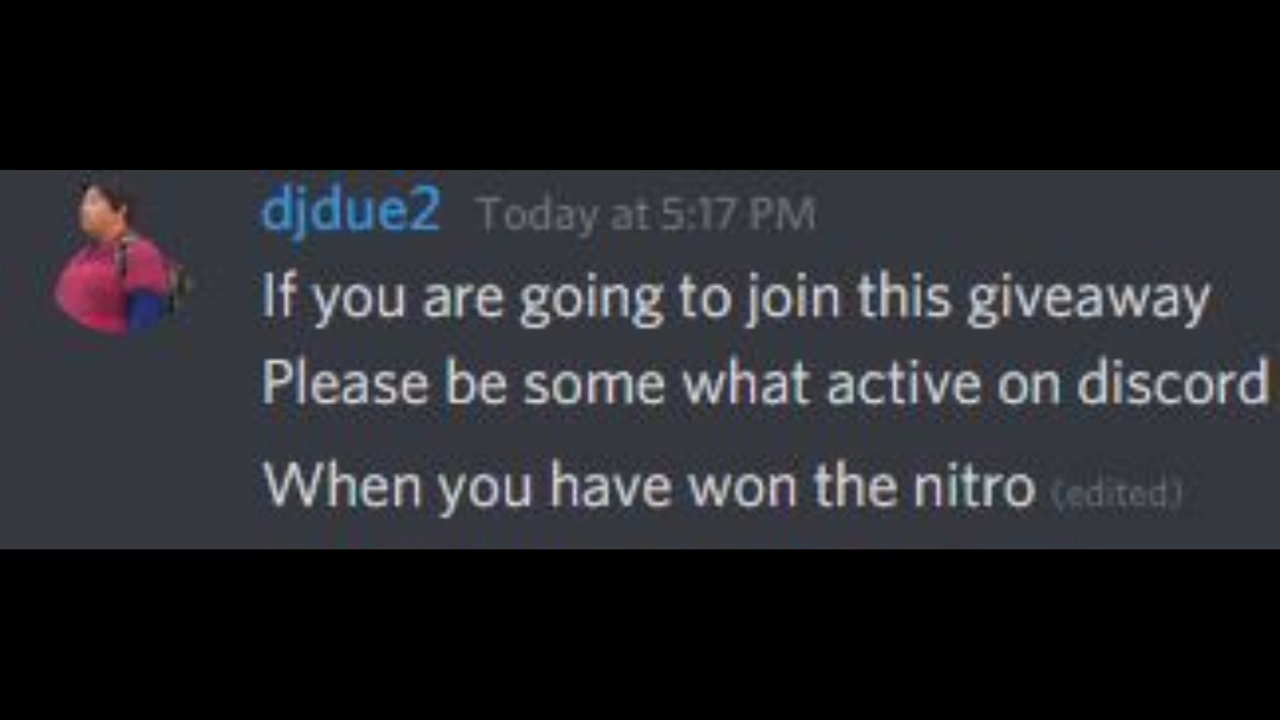 djdue2 Today at 5:17 PM
If you are going to join this giveaway
Please be some what active on discord
When you have won the nitro (edited)